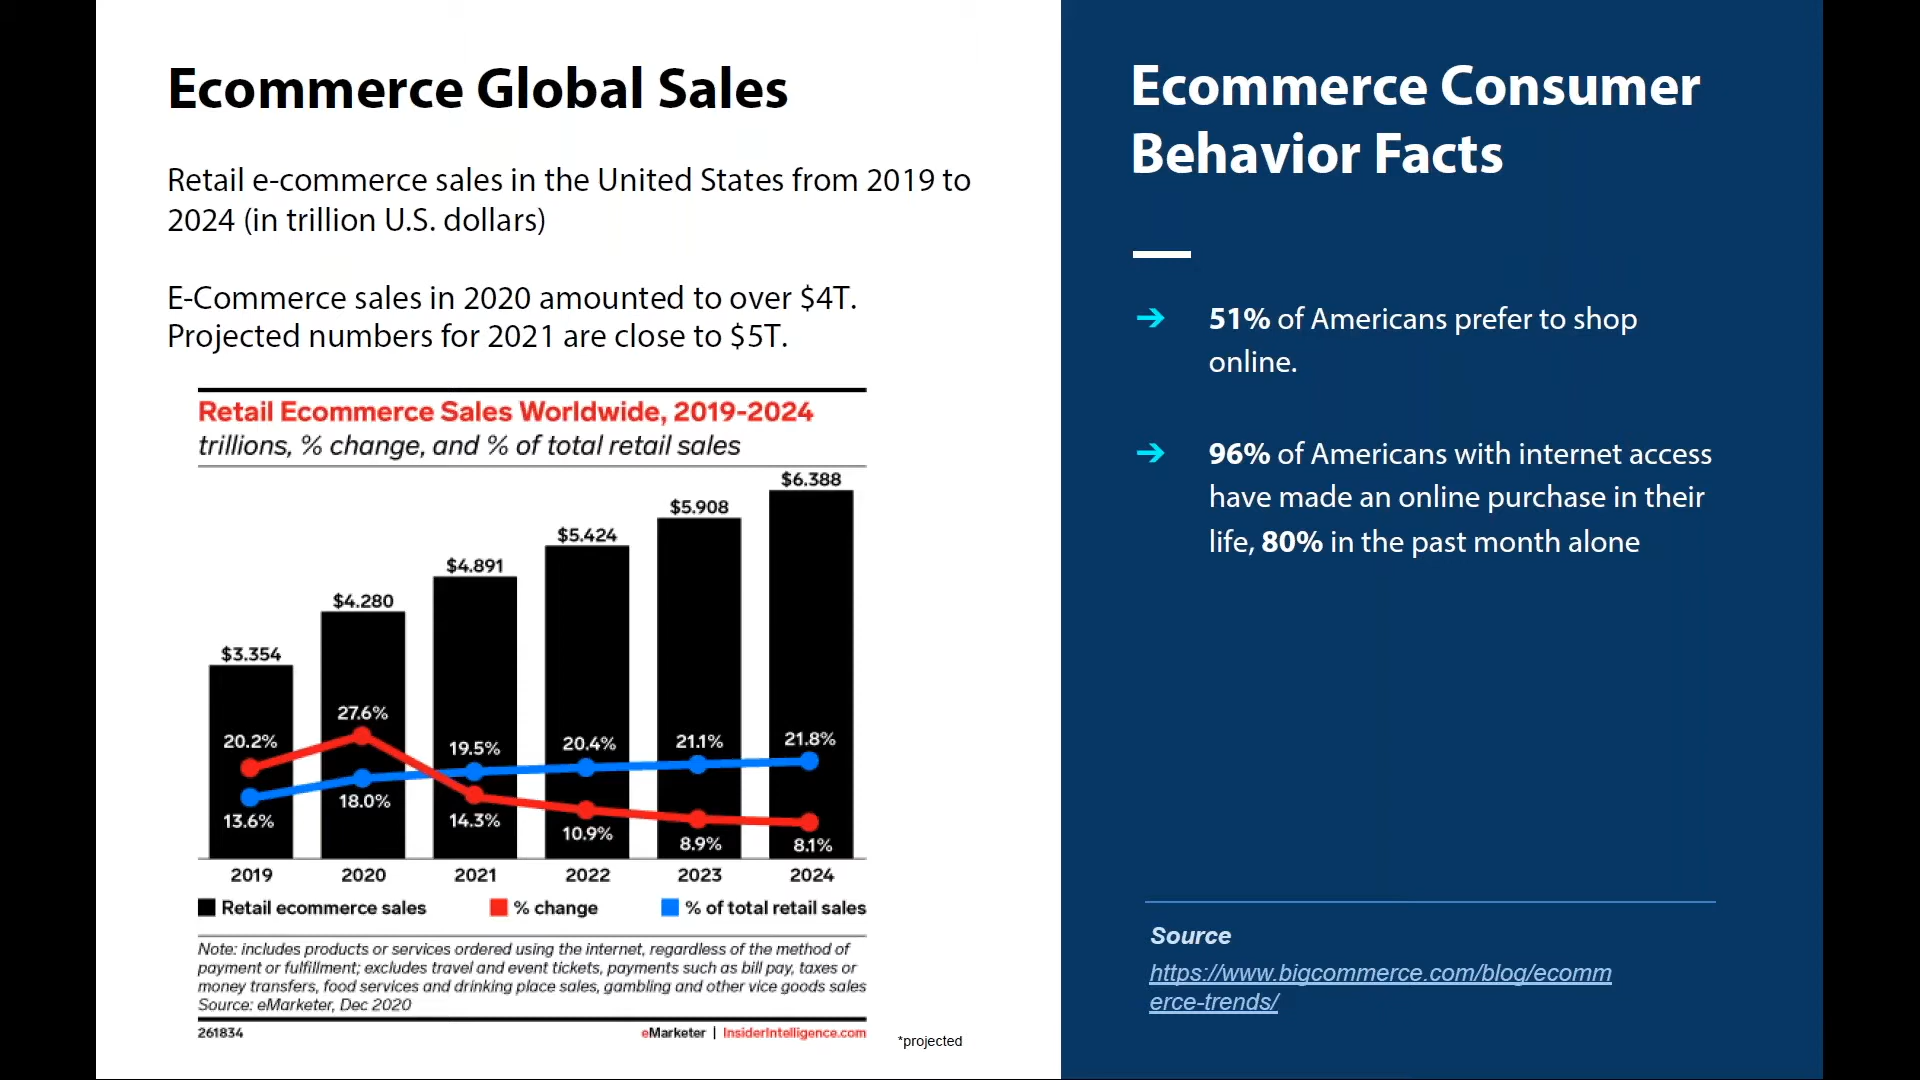 Ecommerce Global Sales
Retail e-commerce sales in the United States from 2019 to
2024 (in trillion U.S. dollars)
E-Commerce sales in 2020 amounted to over $4T.
Projected numbers for 2021 are close to $5T.
Retail Ecommerce Sales Worldwide, 2019-2024
trillions, % change, and % of total retail sales
$6.388
$5.908
$5.424
$4.891
$4.280
$3.354
27.6%
20.2%
19.5%
20.4%
21.1%
21.8%
13.6%
18.0%
14.3%
10.9%
8.9%
8.1%
2019 2020 2021 2022 2023 2024
Retail ecommerce sales % change % of total retail sales
Note: includes products or services ordered using the internet, regardless of the method of
payment or fulfillment; excludes travel and event tickets, payments such as bill pay, taxes or
money transfers, food services and drinking place sales, gambling and other vice goods sales
Source: eMarketer, Dec 2020
261834 eMarketer | InsiderIntelligence.com
*projected
Ecommerce Consumer
Behavior Facts
➔ 51% of Americans prefer to shop
online.
➔ 96% of Americans with internet access
have made an online purchase in their
life, 80% in the past month alone
Source
https://www.bigcommerce.com/blog/ecomm
erce-trends/